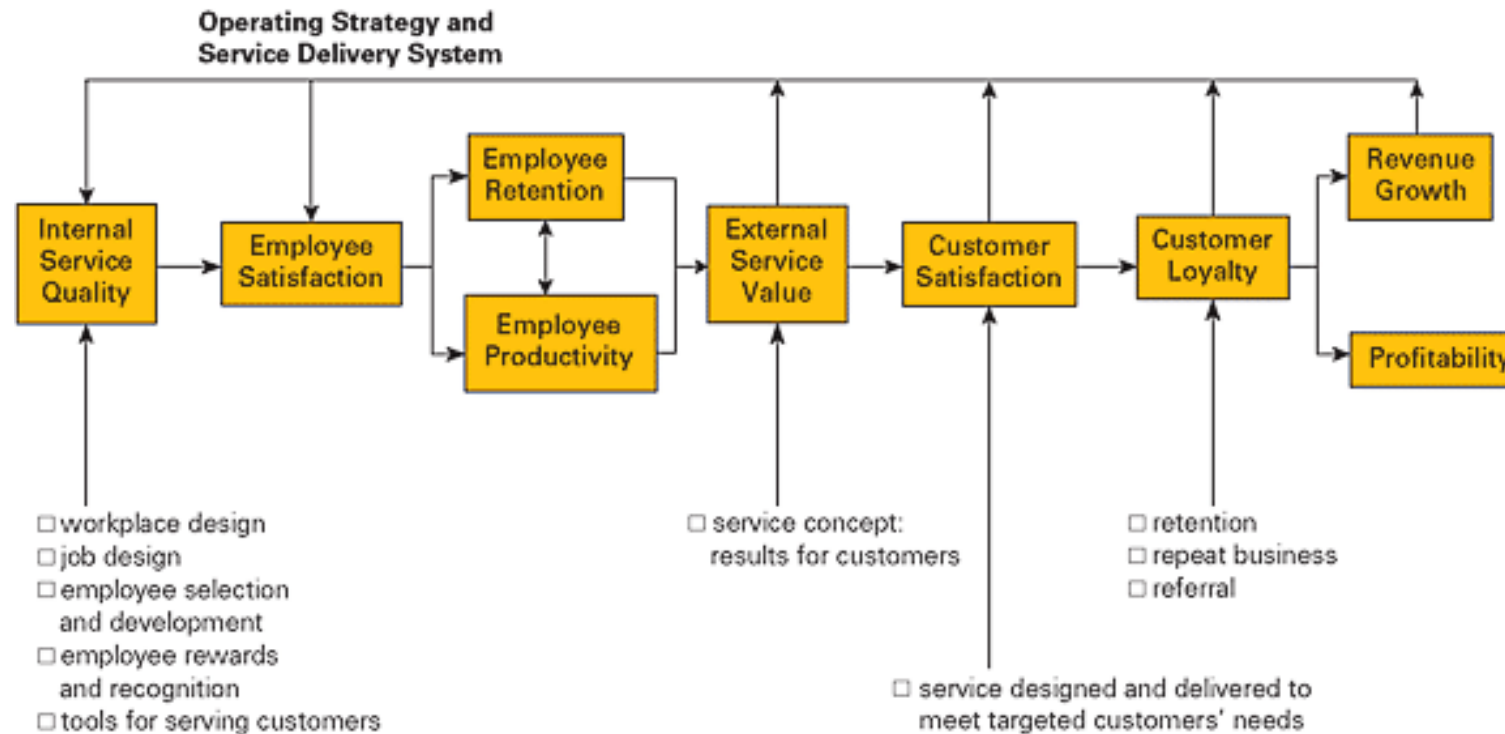 Operating Strategy and
Service Delivery System
Internal
Service
Quality
Employee
Satisfaction
Employee
Retention
Employee
Productivity
External
Service
Value
Customer
Satisfaction
Customer
Loyalty
Revenue
Growth
Profitability
□ workplace design
□ job design
□ employee selection
and development
□ employee rewards
and recognition
□ tools for serving customers
□ service concept:
results for customers
□ service designed and delivered to
meet targeted customers' needs
□ retention
□ repeat business
□ referral